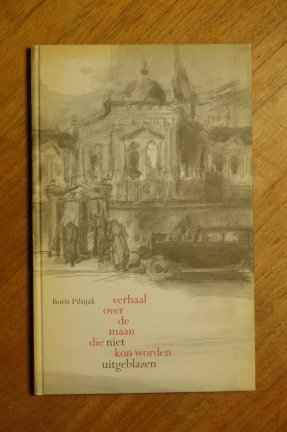 Boris Pilnjak
verhaal
over
de
maan
die niet
kon worden
uitgeblazen